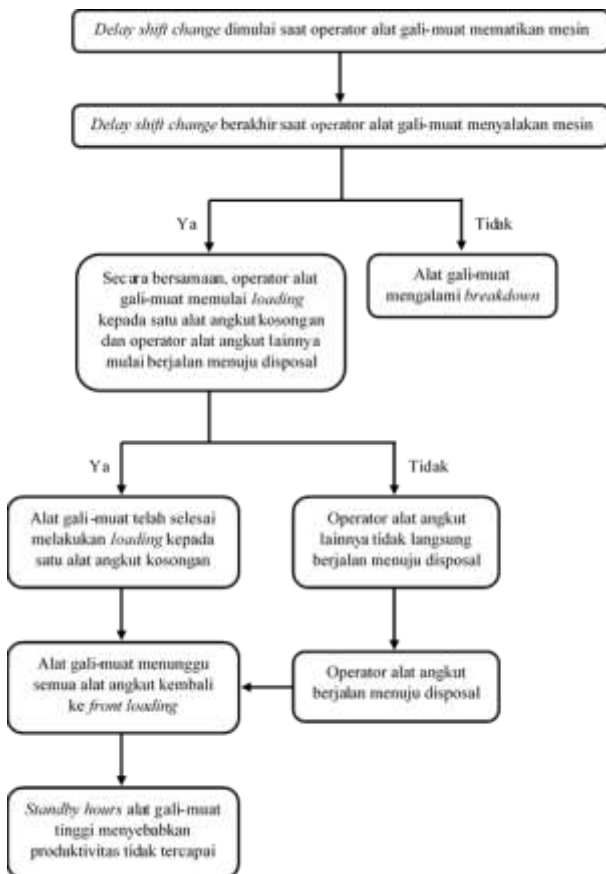 Delay shift change dimulai saat operator alat gali-muat mematikan mesin
Delay shift change berakhir saat operator alat gali-muat menyalakan mesin
Ya
Tidak
Secara bersamaan, operator alat
gali-muat memulai loading
kepada satu alat angkut kosongan
dan operator alat angkut lainnya
mulai berjalan menuju disposal
Alat gali-muat
mengalami breakdown
Ya
Tidak
Alat gali-muat telah selesai
melakukan loading kepada
satu alat angkut kosongan
Operator alat angkut
lainnya tidak langsung
berjalan menuju disposal
Alat gali-muat menunggu
semua alat angkut kembali
ke front loading
Operator alat angkut
berjalan menuju disposal
Standby hours alat gali-muat
tinggi menyebabkan
produktivitas tidak tercapai